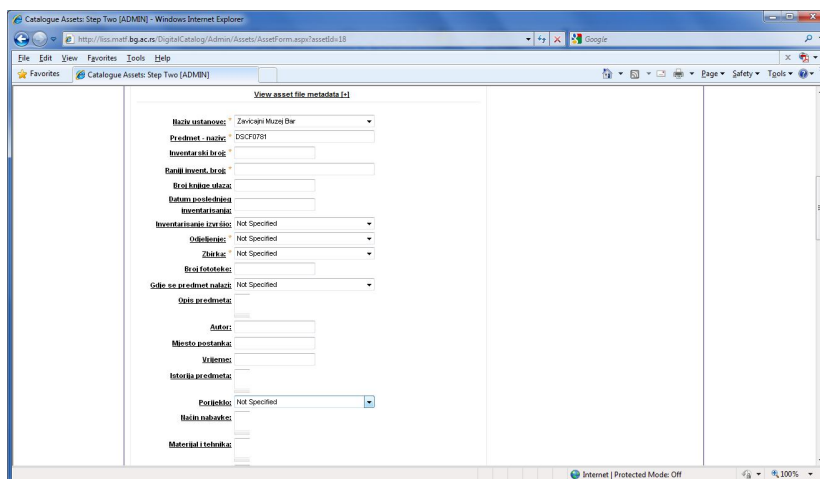 Catalogue Assets: Step Two [ADMIN] - Windows Internet Explorer
http://liss.matf.bg.ac.rs/DigitalCatalog/Admin/Assets/AssetForm.aspx?assetId=18
Google
File Edit View Favorites Tools Help
Favorites Catalogue Assets: Step Two [ADMIN] Page Safety Tools
View asset file metadata [+]
Naziv ustanove: * Zavicajni Muzej Bar
Predmet - naziv: * DSCF0781
Inventarski broj: *
Raniji invent. broj: *
Broj knjige ulaza:
Datum poslednjeg
inventarisanja:
Inventarisanje izvršio: Not Specified
Odjeljenje: * Not Specified
Zbirka: * Not Specified
Broj fototeke:
Gdje se predmet nalazi: Not Specified
Opis predmeta:
Autor:
Mjesto postanka:
Vrijeme:
Istorija predmeta:
Porijeklo: Not Specified
Način nabavke:
Materijal i tehnika:
Internet | Protected Mode: Off 100%